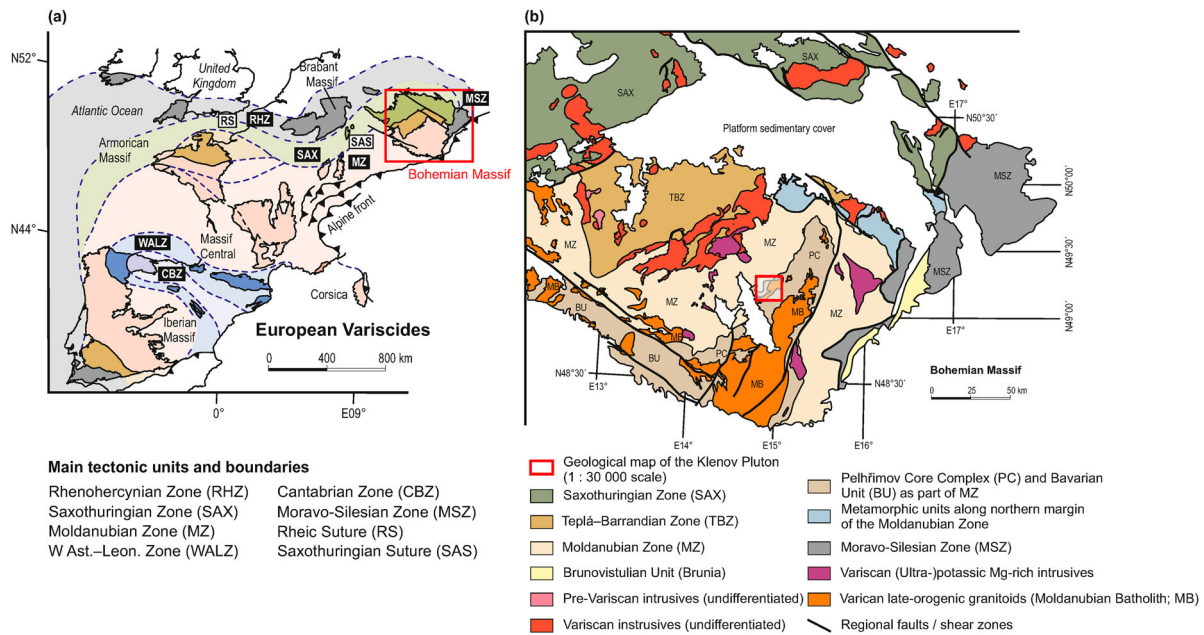 (a)
N52°
United
Kingdom
Brabant
Massif
MSZ
Atlantic Ocean
RS
RHZ
Armorican
Massif
SAS
SAX
MZ
Bohemian Massif
Alpine front
N44°
WALZ
Massif
Central
CBZ
Corsica
Iberian
Massif
European Variscides
0 400 800 km
0°
E09°
Main tectonic units and boundaries
Rhenohercynian Zone (RHZ)
Saxothuringian Zone (SAX)
Moldanubian Zone (MZ)
W Ast.–Leon. Zone (WALZ)
Cantabrian Zone (CBZ)
Moravo-Silesian Zone (MSZ)
Rheic Suture (RS)
Saxothuringian Suture (SAS)
(b)
SAX
SAX
E17°
N50°30´
Platform sedimentary cover
MSZ
N50°00´
TBZ
MZ
MZ
PC
N49°30´
MSZ
MB
BU
MZ
MB
MZ
N49°00´
E17°
MB
BU
PC
N48°30´
E13°
MB
N48°30´
Bohemian Massif
0 25 50 km
E14°
E15°
E16°
Geological map of the Klenov Pluton
(1 : 30 000 scale)
Saxothuringian Zone (SAX)
Teplá–Barrandian Zone (TBZ)
Moldanubian Zone (MZ)
Brunovistulian Unit (Brunia)
Pre-Variscan intrusives (undifferentiated)
Variscan instrusives (undifferentiated)
Pelhřimov Core Complex (PC) and Bavarian
Unit (BU) as part of MZ
Metamorphic units along northern margin
of the Moldanubian Zone
Moravo-Silesian Zone (MSZ)
Variscan (Ultra-)potassic Mg-rich intrusives
Varican late-orogenic granitoids (Moldanubian Batholith; MB)
Regional faults / shear zones